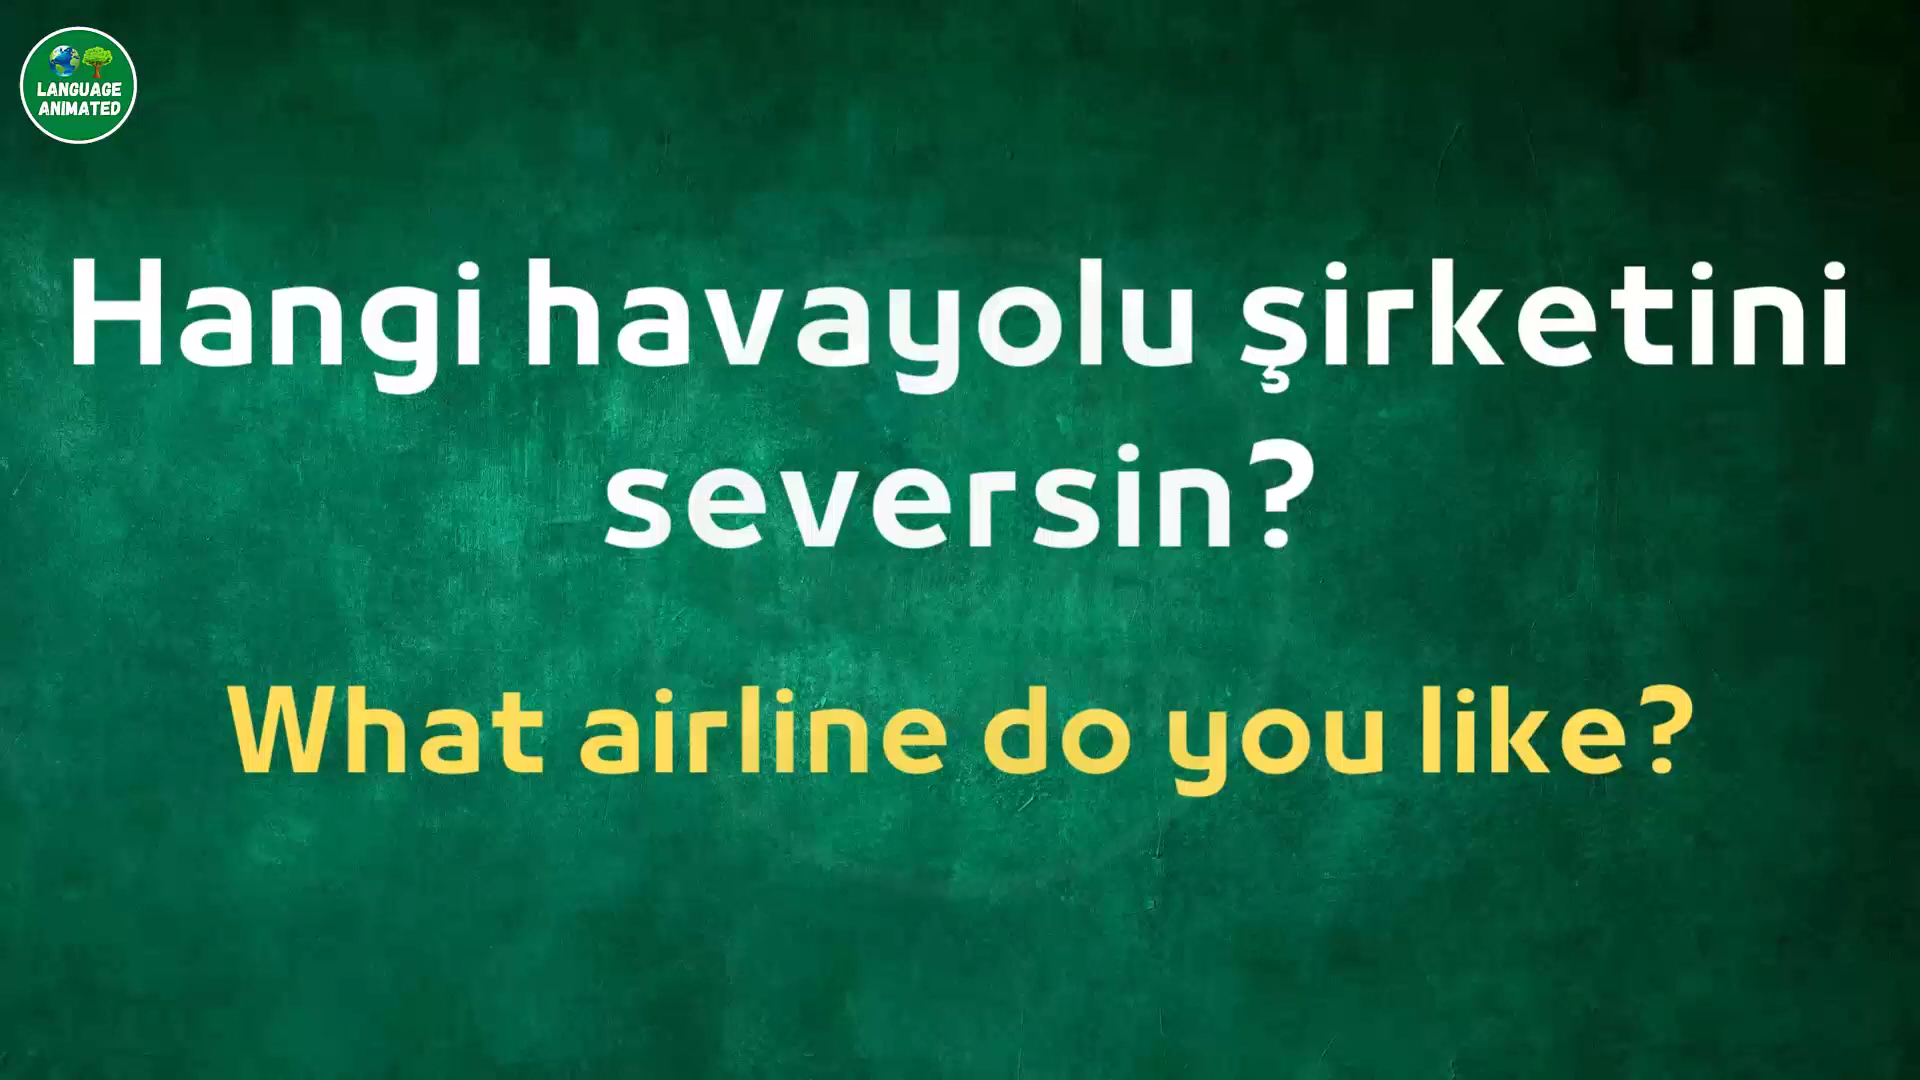 LANGUAGE
ANIMATED
Hangi havayolu şirketini
seversin?
What airline do you like?